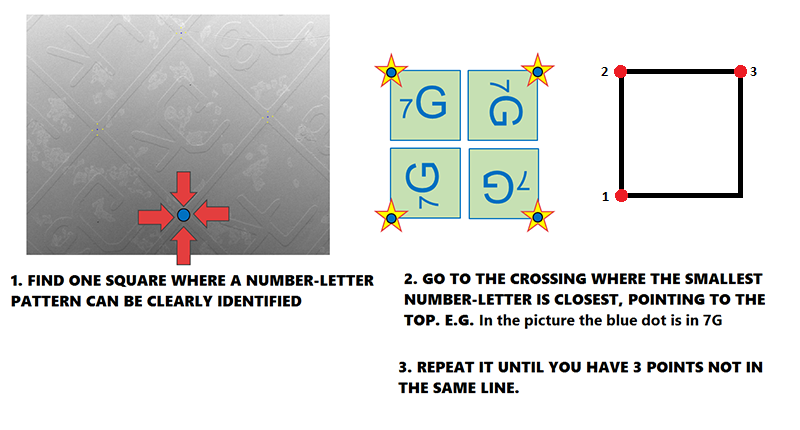 7G
7G
7G
7G
2
3
1
1. FIND ONE SQUARE WHERE A NUMBER-LETTER
PATTERN CAN BE CLEARLY IDENTIFIED
2. GO TO THE CROSSING WHERE THE SMALLEST
NUMBER-LETTER IS CLOSEST, POINTING TO THE
TOP. E.G. In the picture the blue dot is in 7G
3. REPEAT IT UNTIL YOU HAVE 3 POINTS NOT IN
THE SAME LINE.